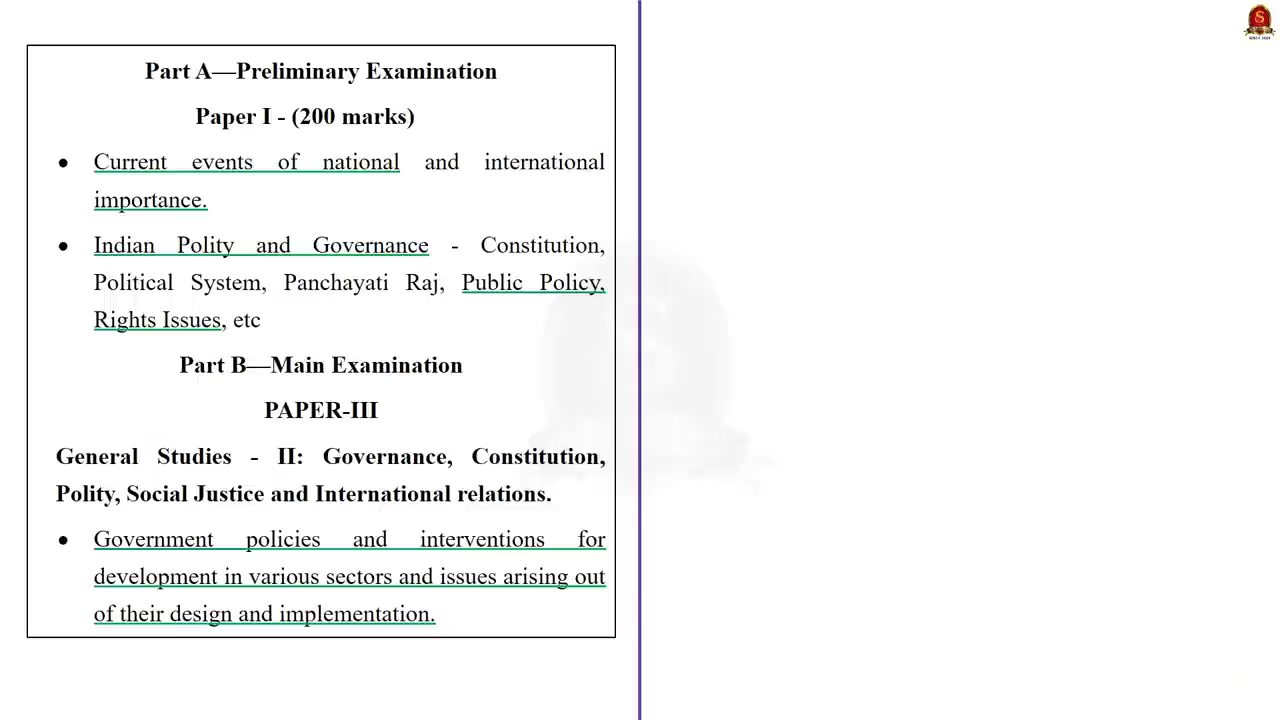 Part A—Preliminary Examination
Paper I - (200 marks)
● Current events of national and international
importance.
● Indian Polity and Governance - Constitution,
Political System, Panchayati Raj, Public Policy,
Rights Issues, etc
Part B—Main Examination
PAPER-III
General Studies - II: Governance, Constitution,
Polity, Social Justice and International relations.
● Government policies and interventions for
development in various sectors and issues arising out
of their design and implementation.